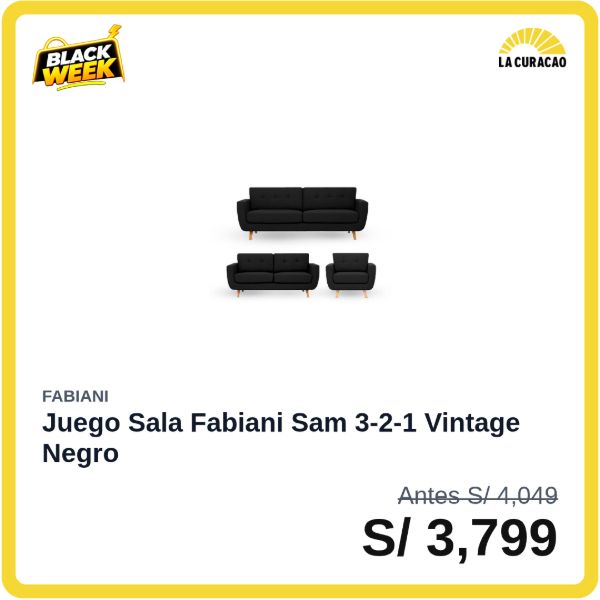 BLACK
WEEK
LA CURACAO
FABIANI
Juego Sala Fabiani Sam 3-2-1 Vintage
Negro
Antes S/ 4,049
S/ 3,799